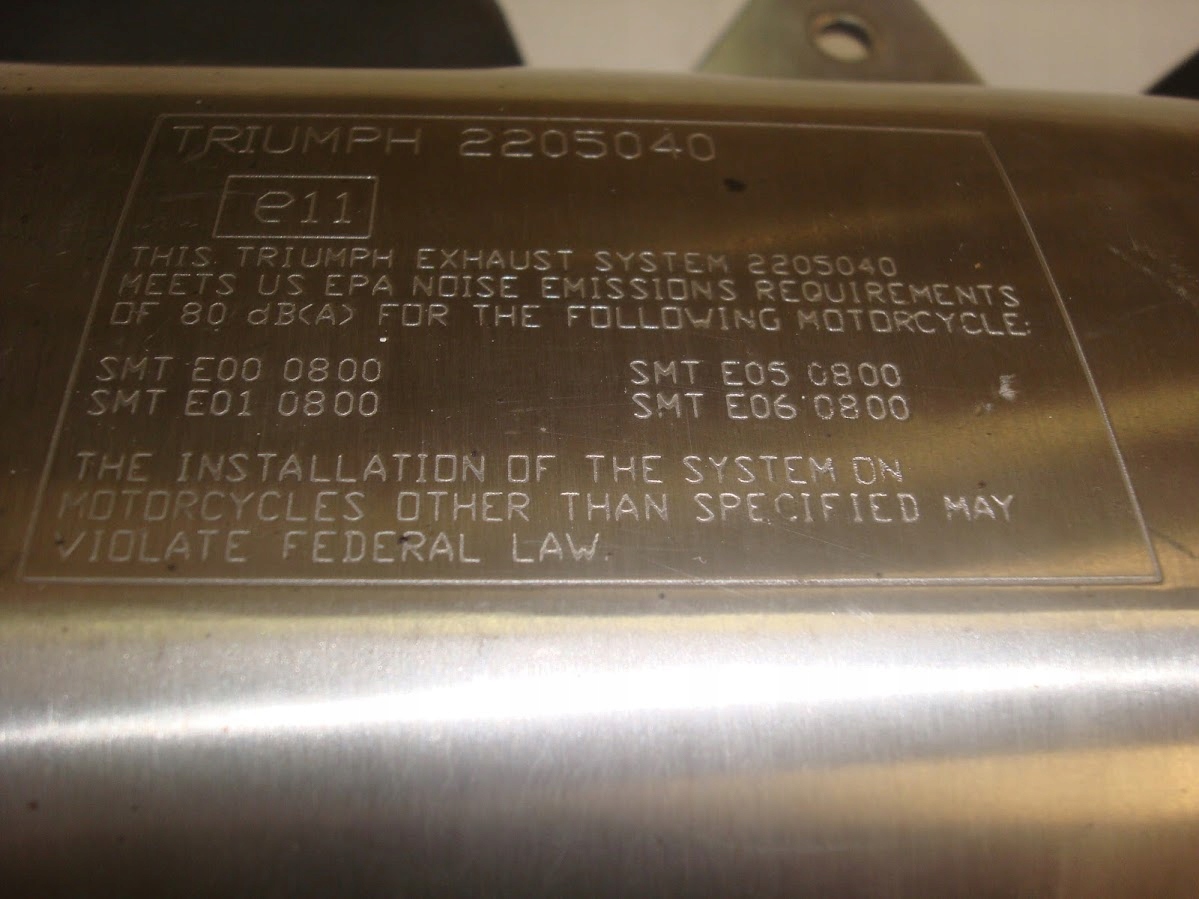 TRIUMPH 2205040
e11
THIS TRIUMPH EXHAUST SYSTEM 2205040
MEETS US EPA NOISE EMISSIONS REQUIREMENTS
OF 80 dB(A) FOR THE FOLLOWING MOTORCYCLE:
SMT E00 0800 SMT E05 0800
SMT E01 0800 SMT E06 0800
THE INSTALLATION OF THE SYSTEM ON
MOTORCYCLES OTHER THAN SPECIFIED MAY
VIOLATE FEDERAL LAW.